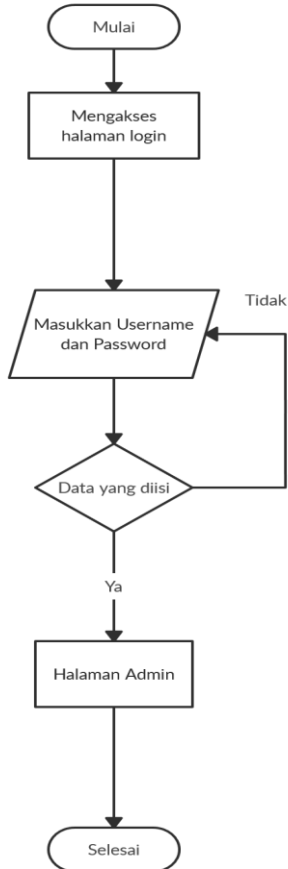 Mulai
Mengakses
halaman login
Tidak
Masukkan Username
dan Password
Data yang diisi
Ya
Halaman Admin
Selesai